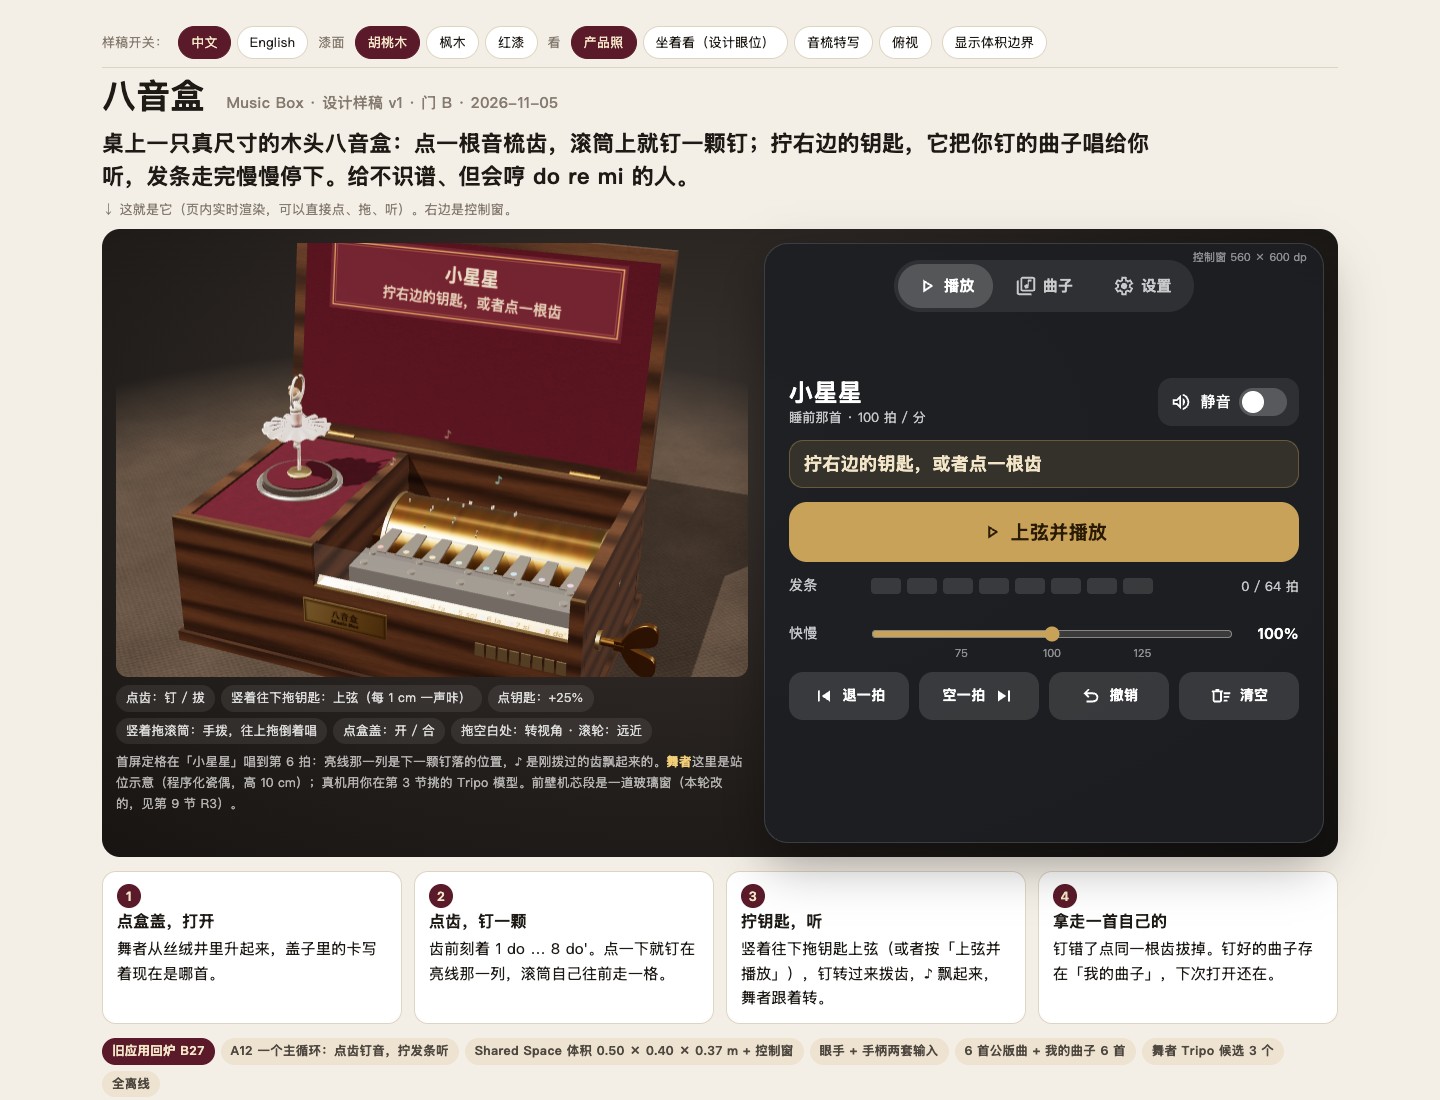 样稿开关： 中文 English 漆面 胡桃木 枫木 红漆 看 产品照 坐着看（设计眼位） 音梳特写 俯视 显示体积边界
八音盒 Music Box · 设计样稿 v1 · 门 B · 2026-11-05
桌上一只真尺寸的木头八音盒：点一根音梳齿，滚筒上就钉一颗钉；拧右边的钥匙，它把你钉的曲子唱给你
听，发条走完慢慢停下。给不识谱、但会哼 do re mi 的人。
↓ 这就是它（页内实时渲染，可以直接点、拖、听）。右边是控制窗。
小星星
拧右边的钥匙，或者点一根齿
八音盒
Music Box
点齿：钉 / 拔 竖着往下拖钥匙：上弦（每 1 cm 一声咔） 点钥匙：+25%
竖着拖滚筒：手拨，往上拖倒着唱 点盒盖：开 / 合 拖空白处：转视角 · 滚轮：远近
首屏定格在「小星星」唱到第 6 拍：亮线那一列是下一颗钉落的位置，♪ 是刚拨过的齿飘起来的。舞者这里是站
位示意（程序化瓷偶，高 10 cm）；真机用你在第 3 节挑的 Tripo 模型。前壁机芯段是一道玻璃窗（本轮改
的，见第 9 节 R3）。
控制窗 560 × 600 dp
播放 曲子 设置
小星星
睡前那首 · 100 拍 / 分
静音
拧右边的钥匙，或者点一根齿
上弦并播放
发条 0 / 64 拍
快慢 100%
75 100 125
退一拍 空一拍 撤销 清空
1
点盒盖，打开
舞者从丝绒井里升起来，盖子里的卡写
着现在是哪首。
2
点齿，钉一颗
齿前刻着 1 do … 8 do'。点一下就钉在
亮线那一列，滚筒自己往前走一格。
3
拧钥匙，听
竖着往下拖钥匙上弦（或者按「上弦并
播放」），钉转过来拨齿，♪ 飘起来，
舞者跟着转。
4
拿走一首自己的
钉错了点同一根齿拔掉。钉好的曲子存
在「我的曲子」，下次打开还在。
旧应用回炉 B27 A12 一个主循环：点齿钉音，拧发条听 Shared Space 体积 0.50 × 0.40 × 0.37 m + 控制窗 眼手 + 手柄两套输入 6 首公版曲 + 我的曲子 6 首 舞者 Tripo 候选 3 个
全离线